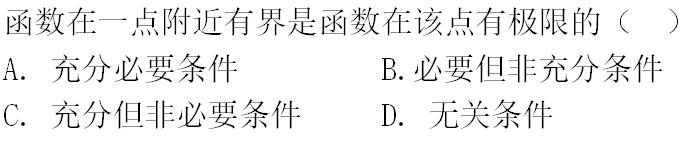 函数在一点附近有界是函数在该点有极限的（ ）
A. 充分必要条件 B.必要但非充分条件
C. 充分但非必要条件 D. 无关条件